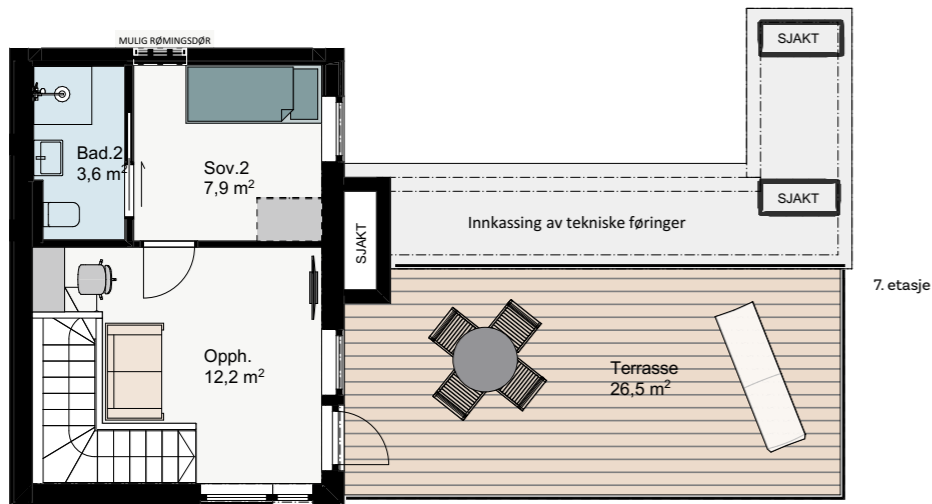 MULIG RØMINGSDØR
SJAKT
Bad.2
3,6 m²
Sov.2
7,9 m²
SJAKT
SJAKT
Innkassing av tekniske føringer
7. etasje
Opph.
12,2 m²
Terrasse
26,5 m²